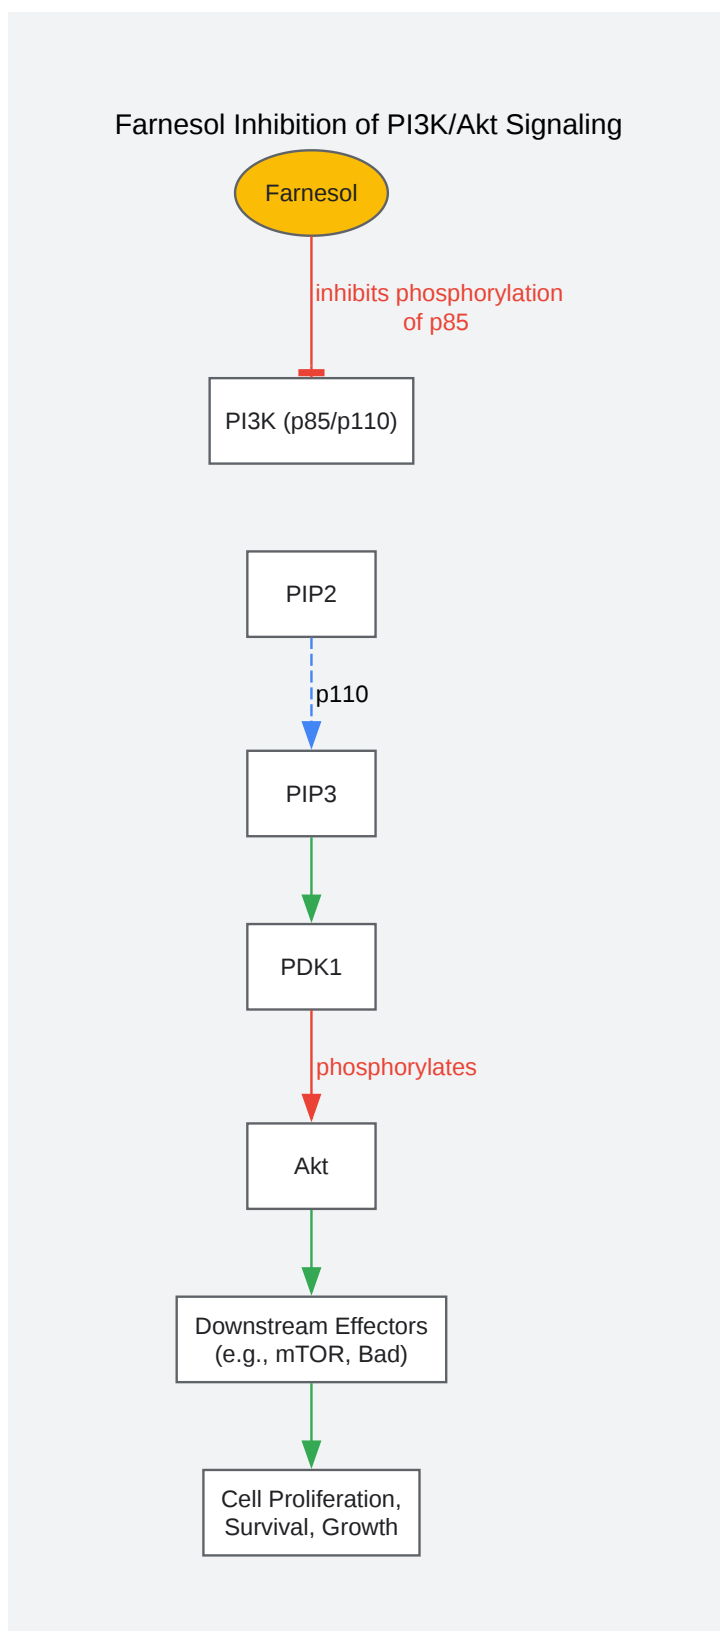 Farnesol Inhibition of PI3K/Akt Signaling
Farnesol
inhibits phosphorylation
of p85
PI3K (p85/p110)
PIP2
p110
PIP3
PDK1
phosphorylates
Akt
Downstream Effectors
(e.g., mTOR, Bad)
Cell Proliferation,
Survival, Growth